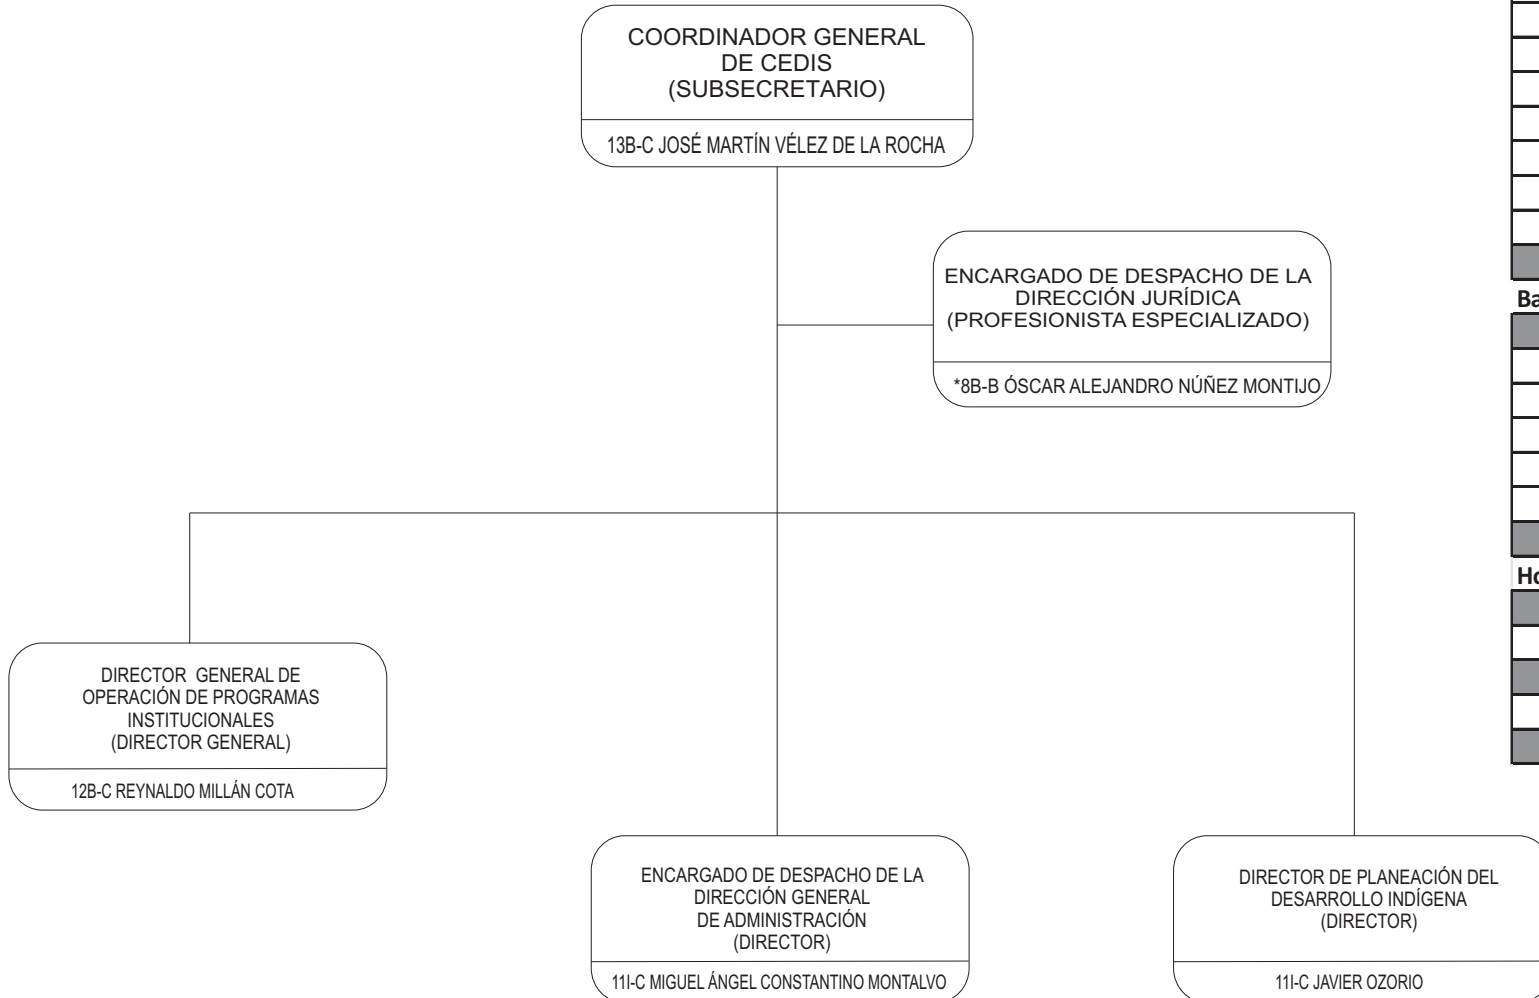 COORDINADOR GENERAL
DE CEDIS
(SUBSECRETARIO)
13B-C JOSÉ MARTÍN VÉLEZ DE LA ROCHA
ENCARGADO DE DESPACHO DE LA
DIRECCIÓN JURÍDICA
(PROFESIONISTA ESPECIALIZADO)
*8B-B ÓSCAR ALEJANDRO NÚÑEZ MONTIJO
DIRECTOR GENERAL DE
OPERACIÓN DE PROGRAMAS
INSTITUCIONALES
(DIRECTOR GENERAL)
12B-C REYNALDO MILLÁN COTA
ENCARGADO DE DESPACHO DE LA
DIRECCIÓN GENERAL
DE ADMINISTRACIÓN
(DIRECTOR)
11I-C MIGUEL ÁNGEL CONSTANTINO MONTALVO
DIRECTOR DE PLANEACIÓN DEL
DESARROLLO INDÍGENA
(DIRECTOR)
11I-C JAVIER OZORIO